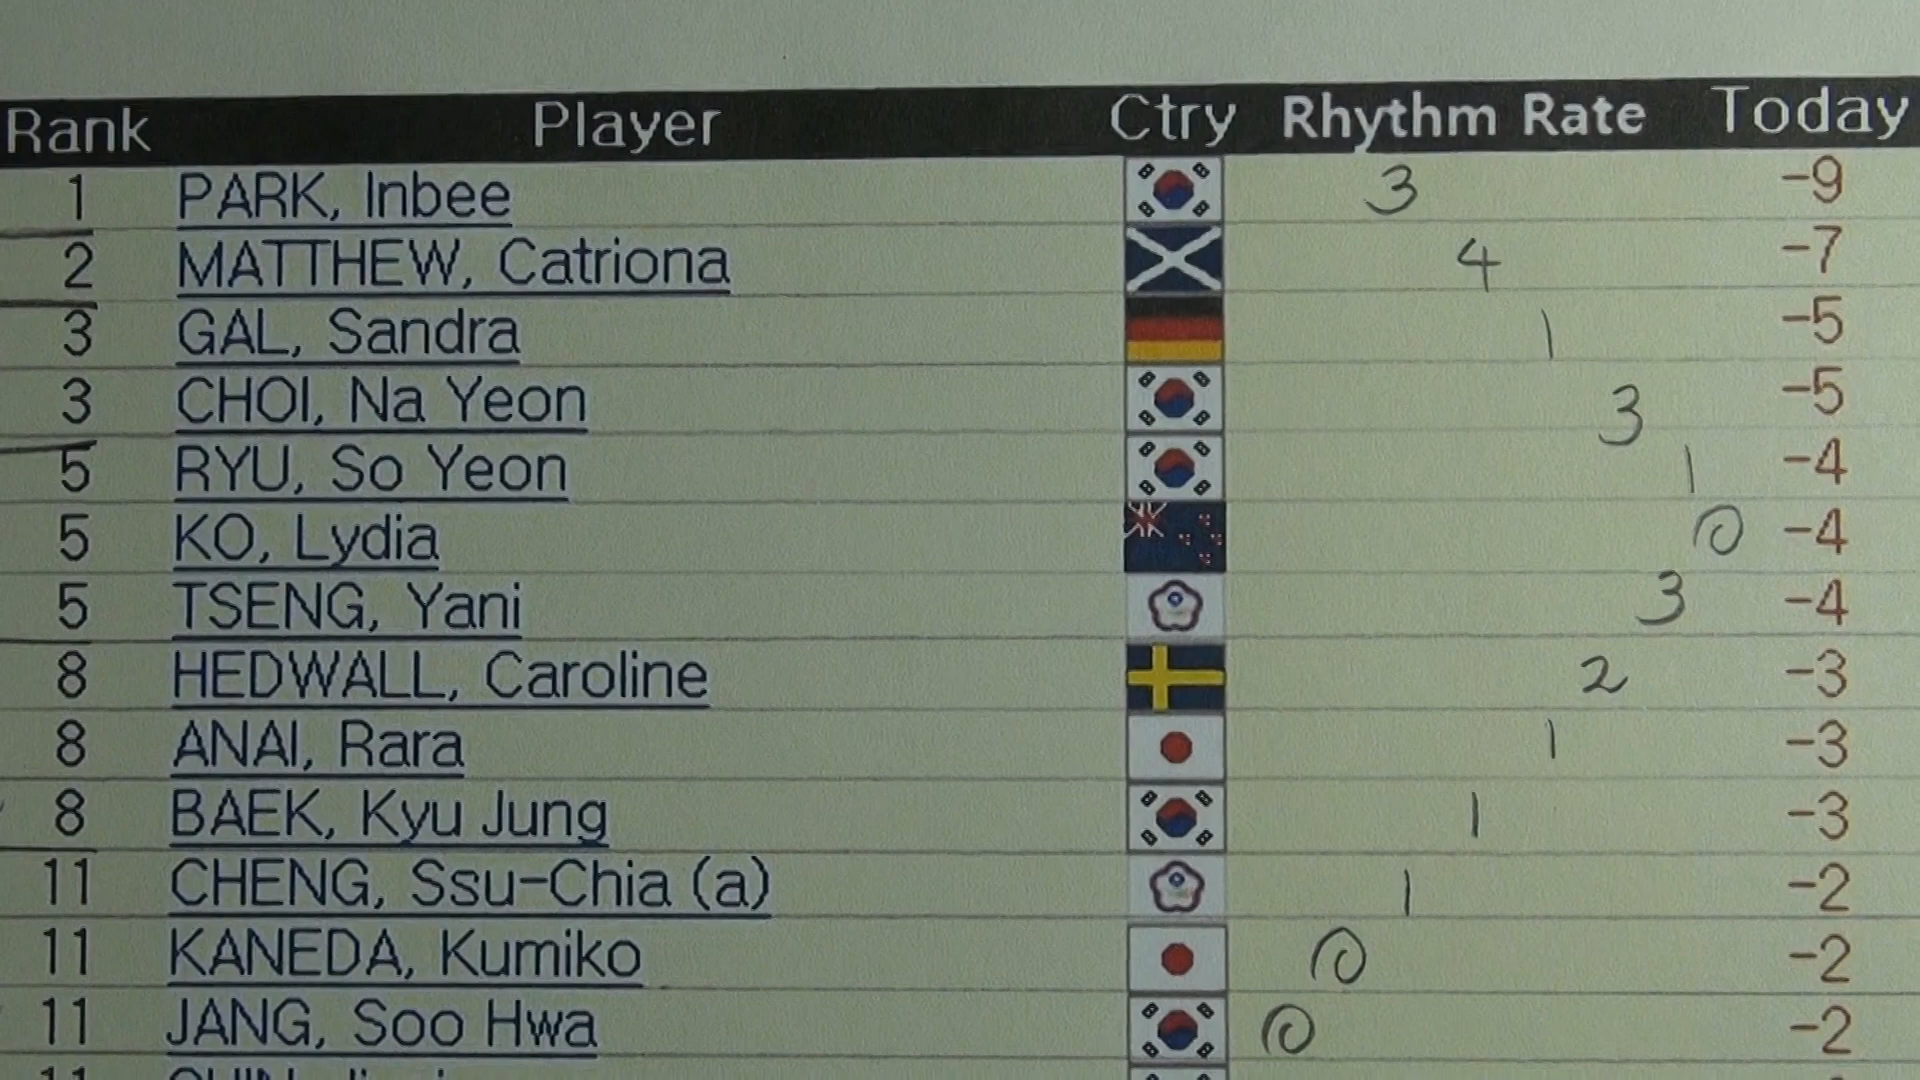 Rank Player Ctry Rhythm Rate Today
1 PARK, Inbee 3 -9
2 MATTHEW, Catriona 4 -7
3 GAL, Sandra 1 -5
3 CHOI, Na Yeon 3 -5
5 RYU, So Yeon 1 -4
5 KO, Lydia 0 -4
5 TSENG, Yani 3 -4
8 HEDWALL, Caroline 2 -3
8 ANAI, Rara 1 -3
8 BAEK, Kyu Jung 1 -3
11 CHENG, Ssu-Chia (a) 1 -2
11 KANEDA, Kumiko 0 -2
11 JANG, Soo Hwa 0 -2